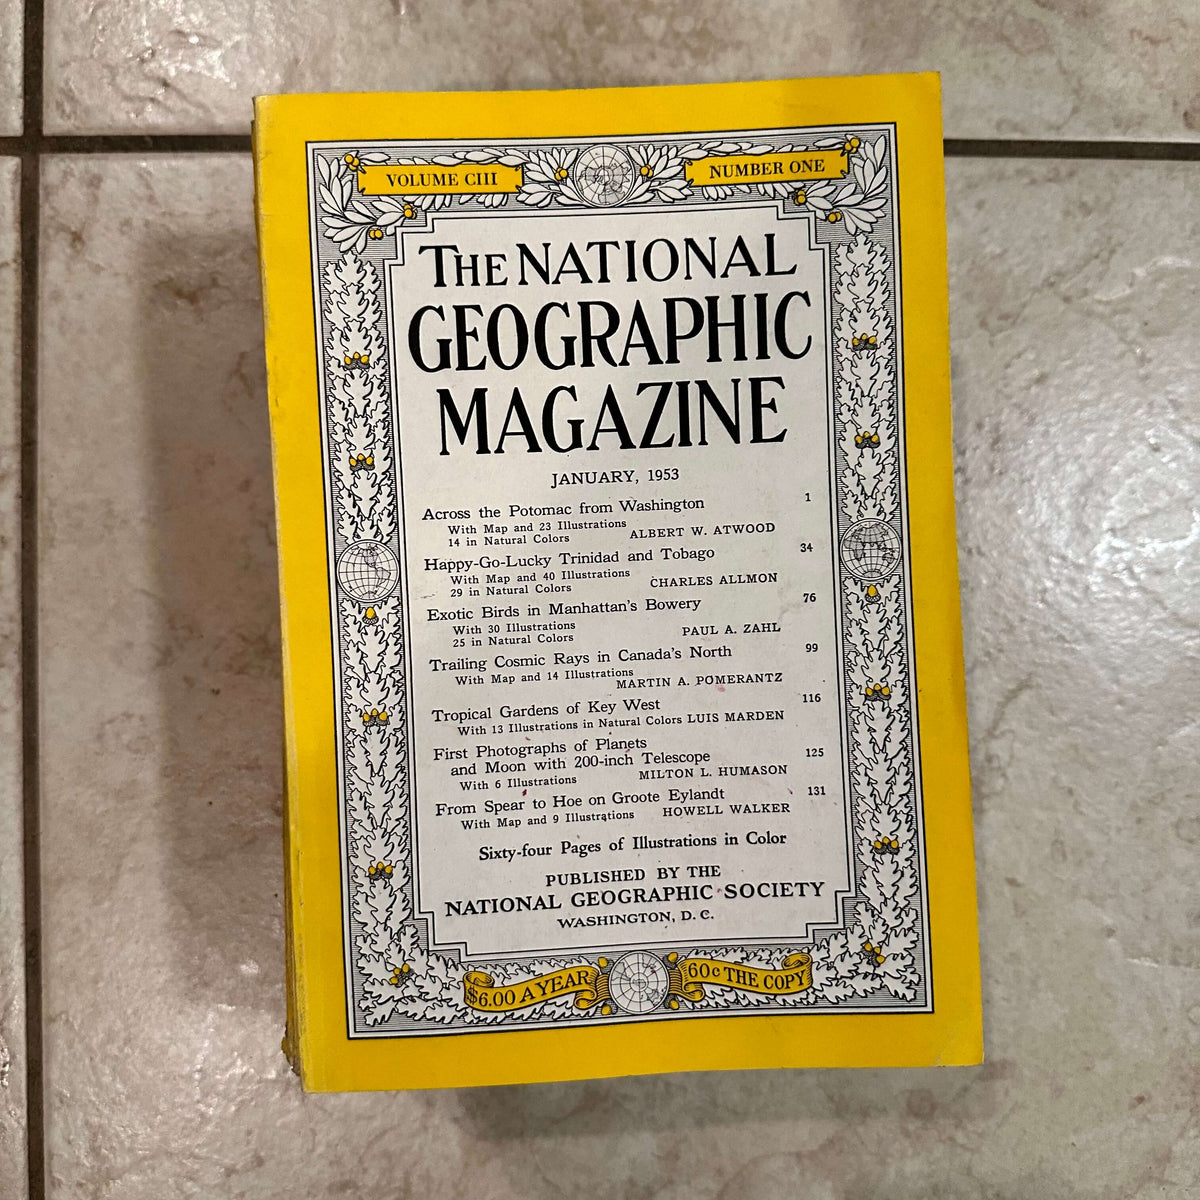 VOLUME CIII
NUMBER ONE
THE NATIONAL
GEOGRAPHIC
MAGAZINE
JANUARY, 1953
Across the Potomac from Washington 1
With Map and 23 Illustrations
14 in Natural Colors ALBERT W. ATWOOD
Happy-Go-Lucky Trinidad and Tobago 34
With Map and 40 Illustrations
29 in Natural Colors CHARLES ALLMON
Exotic Birds in Manhattan's Bowery 76
With 30 Illustrations
25 in Natural Colors PAUL A. ZAHL
Trailing Cosmic Rays in Canada's North 99
With Map and 14 Illustrations
MARTIN A. POMERANTZ
Tropical Gardens of Key West 116
With 13 Illustrations in Natural Colors LUIS MARDEN
First Photographs of Planets
and Moon with 200-inch Telescope 125
With 6 Illustrations MILTON L. HUMASON
From Spear to Hoe on Groote Eylandt 131
With Map and 9 Illustrations HOWELL WALKER
Sixty-four Pages of Illustrations in Color
PUBLISHED BY THE
NATIONAL GEOGRAPHIC SOCIETY
WASHINGTON, D. C.
$6.00 A YEAR
60c THE COPY